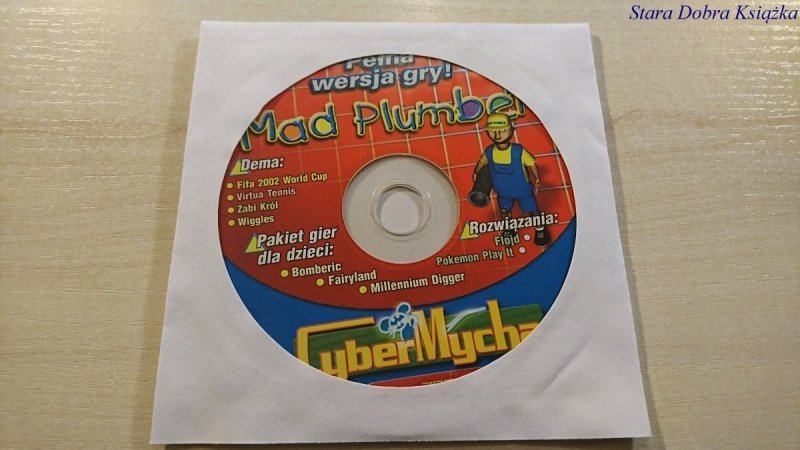 Stara Dobra Książka
Pełna
wersja gry!
Mad Plumber
Dema:
Fifa 2002 World Cup
Virtua Tennis
Żabi Król
Wiggles
Pakiet gier
dla dzieci:
Bomberic
Fairyland
Millennium Digger
Rozwiązania:
Flojd
Pokemon Play It
CyberMycha